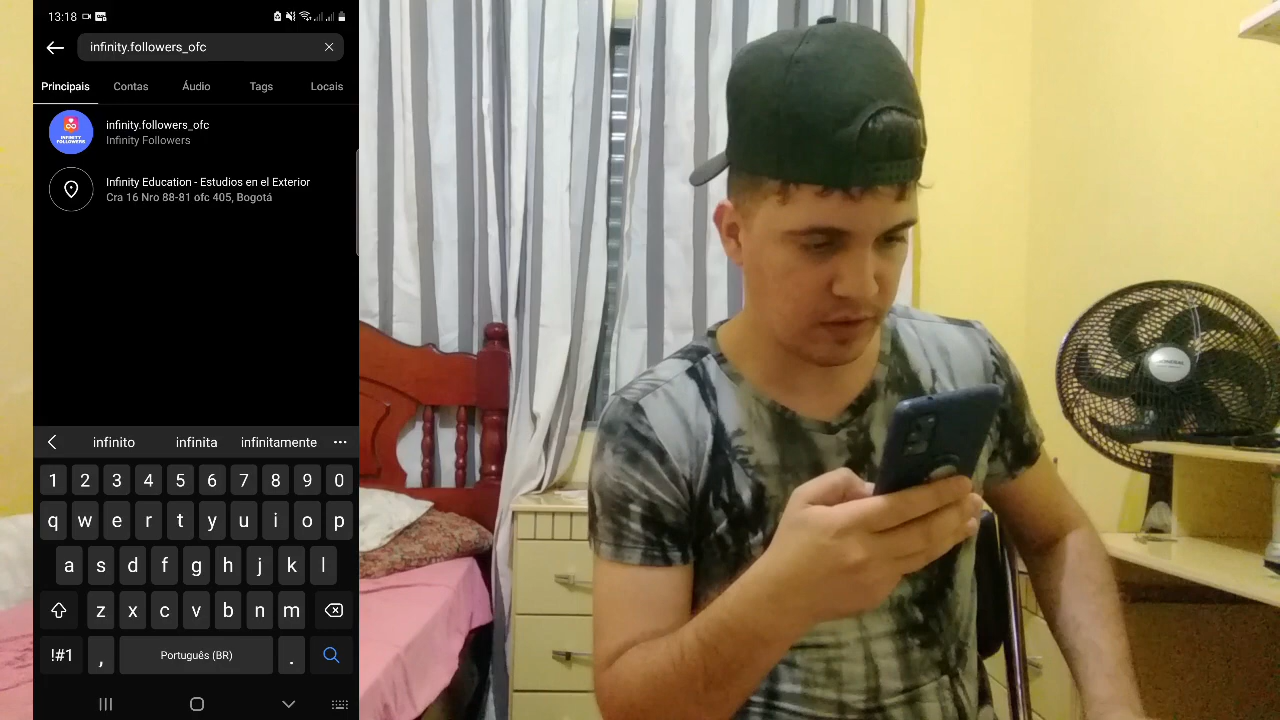 13:18
infinity.followers_ofc
Principais Contas Áudio Tags Locais
INFINITY
FOLLOWERS
infinity.followers_ofc
Infinity Followers
Infinity Education - Estudios en el Exterior
Cra 16 Nro 88-81 ofc 405, Bogotá
infinito infinita infinitamente
1 2 3 4 5 6 7 8 9 0
q w e r t y u i o p
a s d f g h j k l
z x c v b n m
!#1 , Português (BR) .